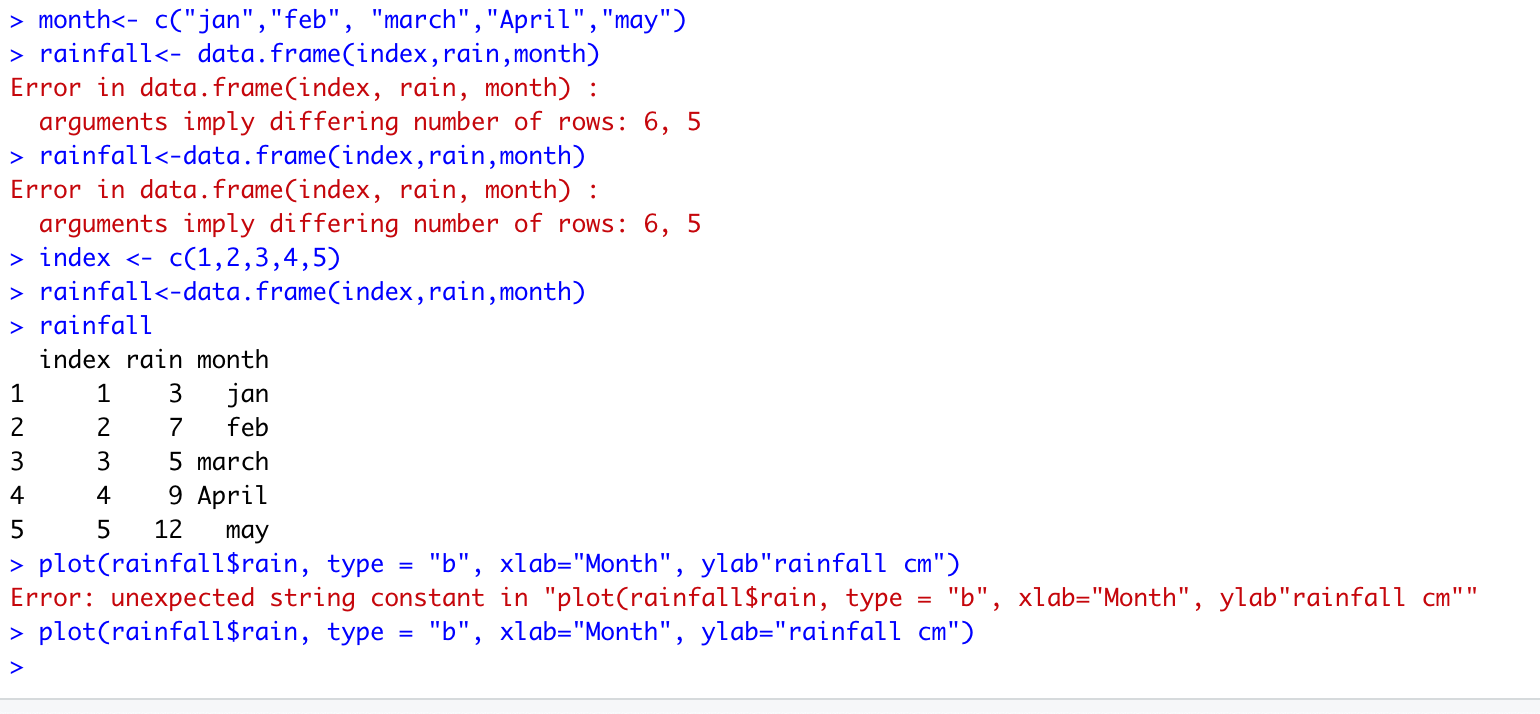 > month<- c("jan","feb", "march","April","may")
> rainfall<- data.frame(index,rain,month)
Error in data.frame(index, rain, month) :
  arguments imply differing number of rows: 6, 5
> rainfall<-data.frame(index,rain,month)
Error in data.frame(index, rain, month) :
  arguments imply differing number of rows: 6, 5
> index <- c(1,2,3,4,5)
> rainfall<-data.frame(index,rain,month)
> rainfall
  index rain month
1     1    3   jan
2     2    7   feb
3     3    5 march
4     4    9 April
5     5   12   may
> plot(rainfall$rain, type = "b", xlab="Month", ylab"rainfall cm")
Error: unexpected string constant in "plot(rainfall$rain, type = "b", xlab="Month", ylab"rainfall cm""
> plot(rainfall$rain, type = "b", xlab="Month", ylab="rainfall cm")
>